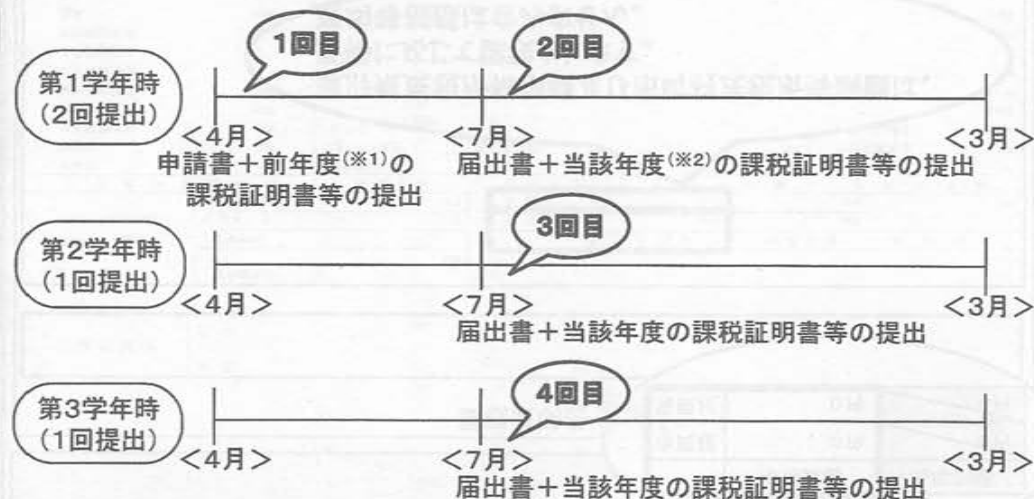 1回目
2回目
第1学年時
(2回提出)
<4月>
<7月>
<3月>
申請書+前年度(※1)の
課税証明書等の提出
届出書+当該年度(※2)の課税証明書等の提出
3回目
第2学年時
(1回提出)
<4月>
<7月>
<3月>
届出書+当該年度の課税証明書等の提出
4回目
第3学年時
(1回提出)
<4月>
<7月>
<3月>
届出書+当該年度の課税証明書等の提出